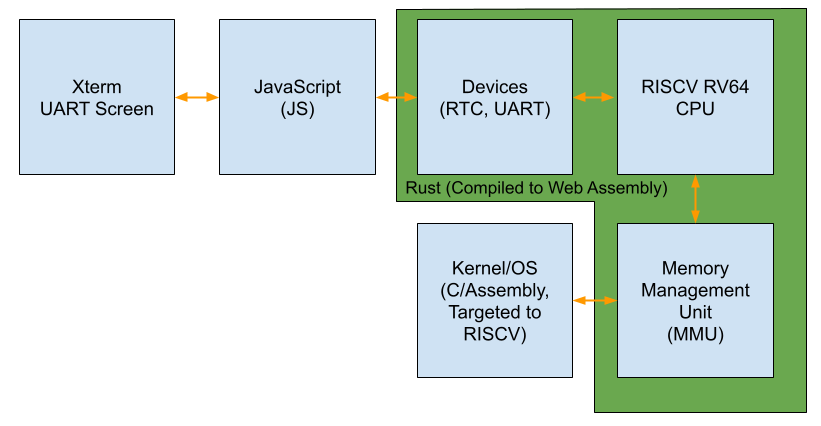 Xterm
UART Screen
JavaScript
(JS)
Devices
(RTC, UART)
RISCV RV64
CPU
Rust (Compiled to Web Assembly)
Kernel/OS
(C/Assembly,
Targeted to
RISCV)
Memory
Management
Unit
(MMU)